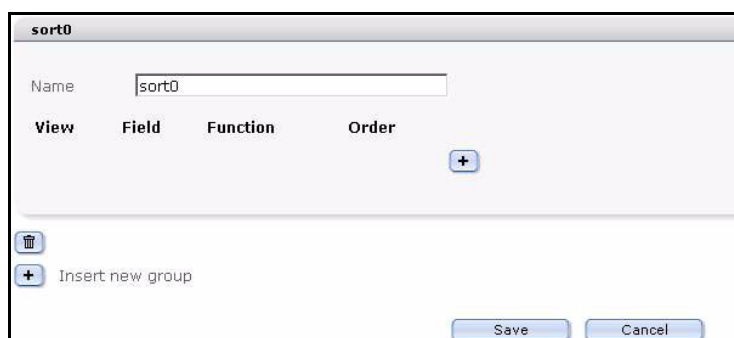 sort0
Name sort0
View Field Function Order
+
+ Insert new group
Save Cancel